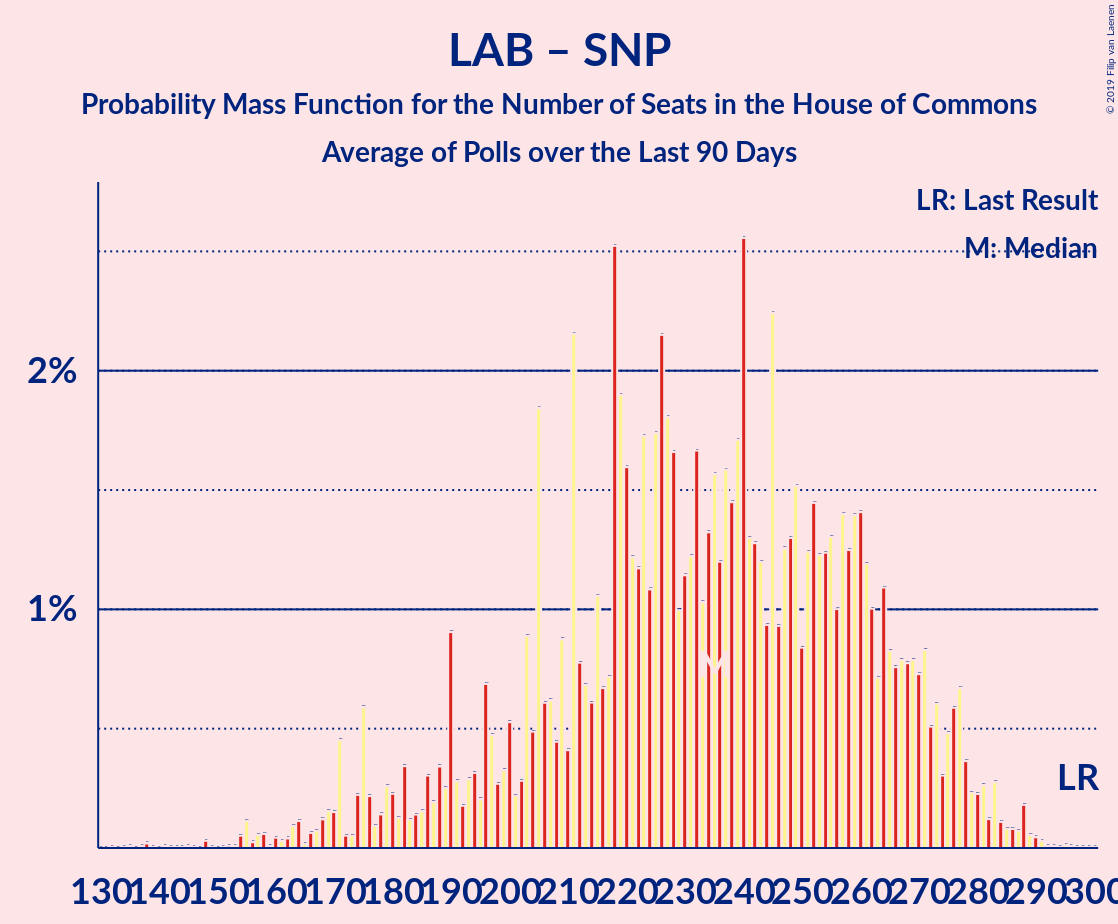 LAB – SNP
Probability Mass Function for the Number of Seats in the House of Commons
Average of Polls over the Last 90 Days
© 2019 Filip van Laenen
LR: Last Result
M: Median
2%
1%
M
LR
130 140 150 160 170 180 190 200 210 220 230 240 250 260 270 280 290 300